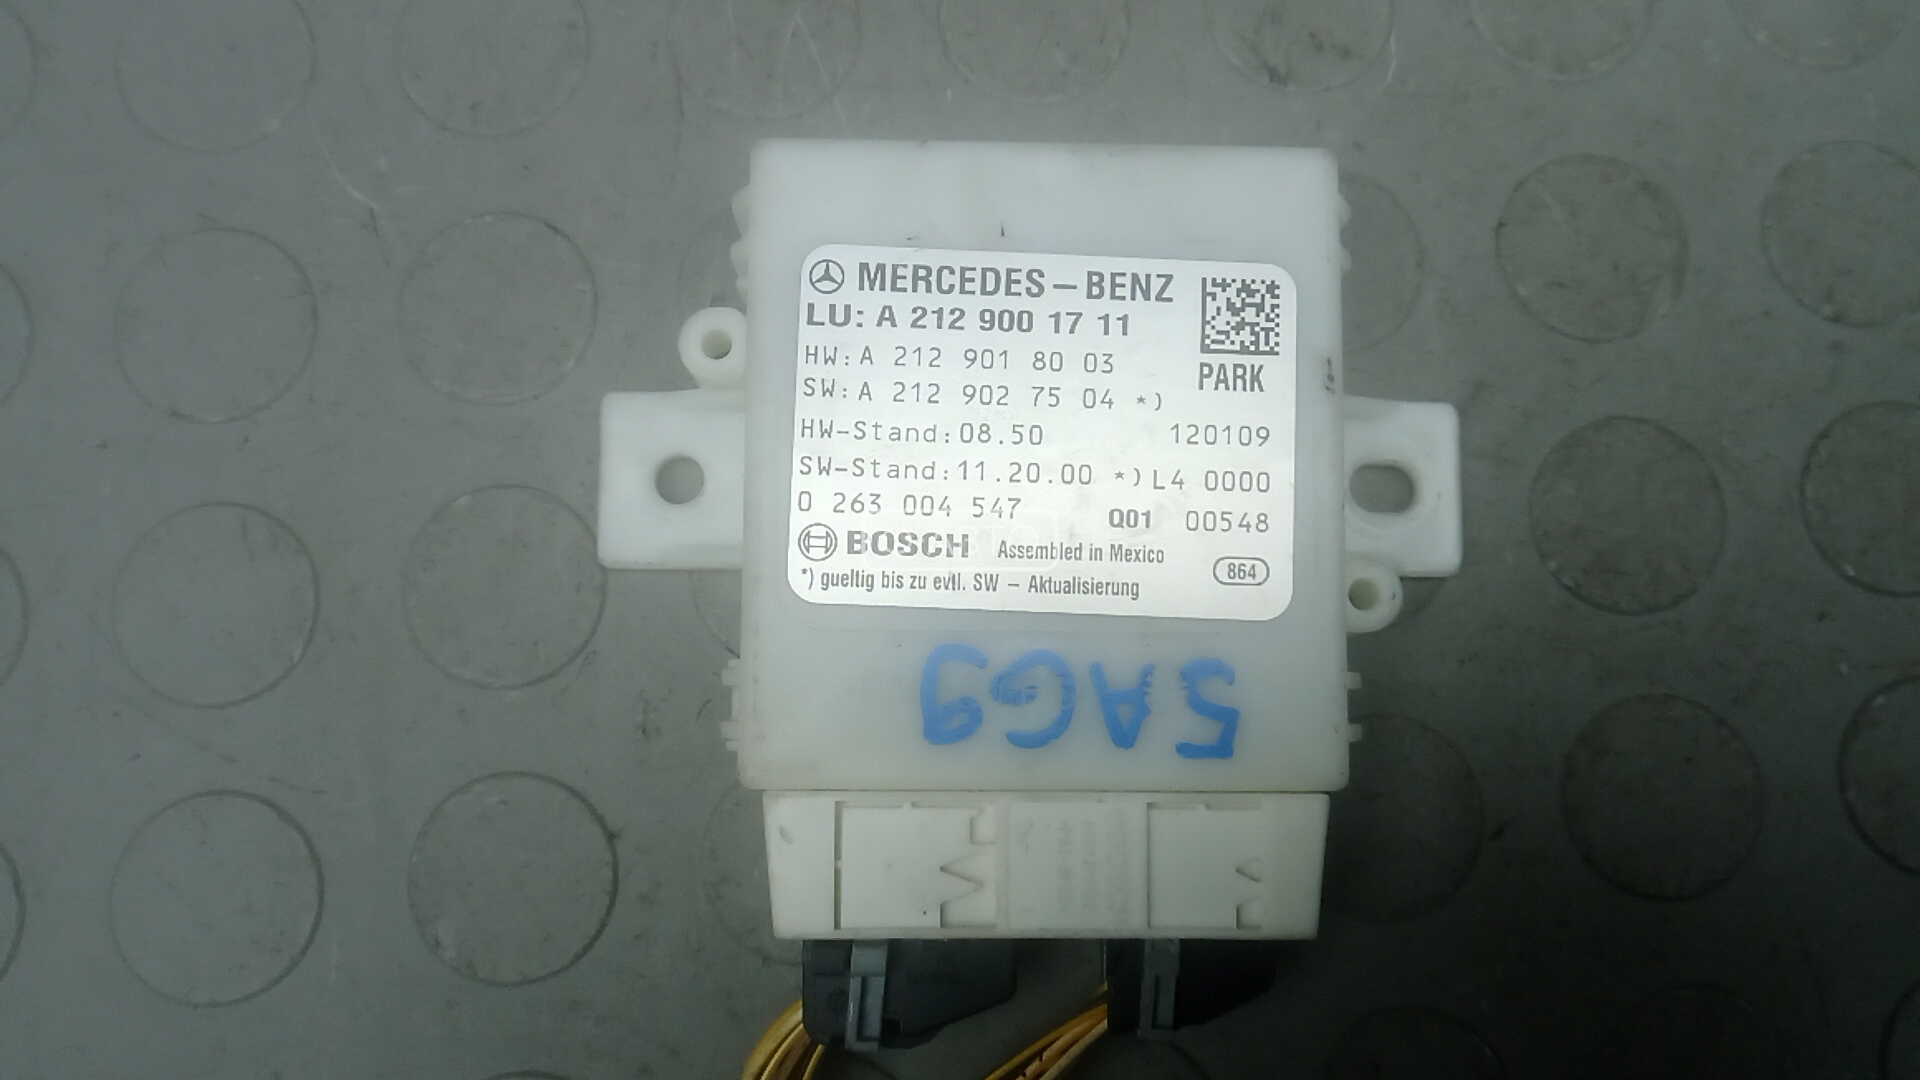 MERCEDES-BENZ
LU: A 212 900 17 11
HW: A 212 901 80 03
PARK
SW: A 212 902 75 04 *)
HW-Stand: 08.50 120109
SW-Stand: 11.20.00 *) L4 0000
0 263 004 547 Q01 00548
BOSCH Assembled in Mexico 864
*) gueltig bis zu evtl. SW - Aktualisierung
5AG9